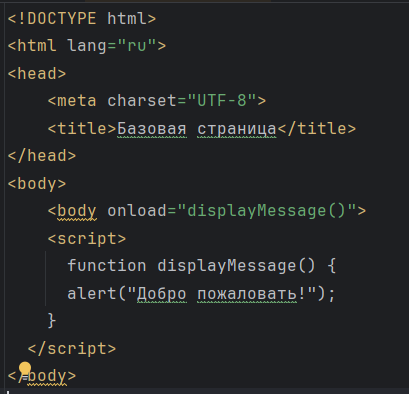 <!DOCTYPE html>
<html lang="ru">
<head>
    <meta charset="UTF-8">
    <title>Базовая страница</title>
</head>
<body>
    <body onload="displayMessage()">
    <script>
      function displayMessage() {
      alert("Добро пожаловать!");
    }
  </script>
</body>